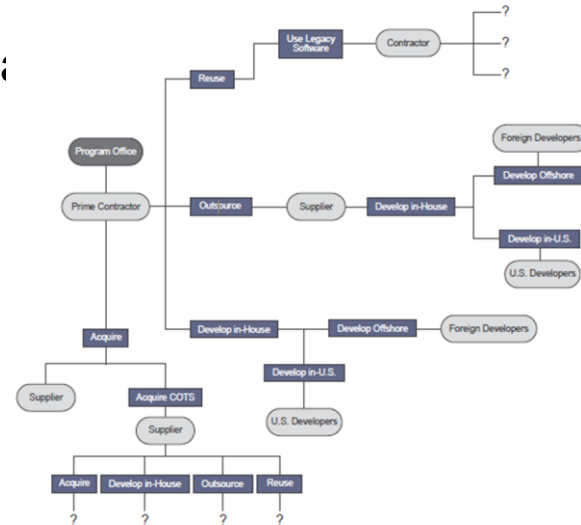 ?
Use Legacy
Software
Contractor
?
Reuse
?
Program Office
Foreign Developers
Develop Offshore
Prime Contractor
Outsource
Supplier
Develop in-House
Develop in-U.S.
U.S. Developers
Develop in-House
Develop Offshore
Foreign Developers
Acquire
Develop in-U.S.
Supplier
Acquire COTS
U.S. Developers
Supplier
Acquire
Develop in-House
Outsource
Reuse
?
?
?
?